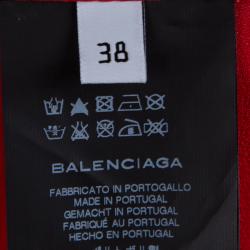 38
BALENCIAGA
FABBRICATO IN PORTOGALLO
MADE IN PORTUGAL
GEMACHT IN PORTUGAL
FABRIQUÉ AU PORTUGAL
HECHO EN PORTUGAL